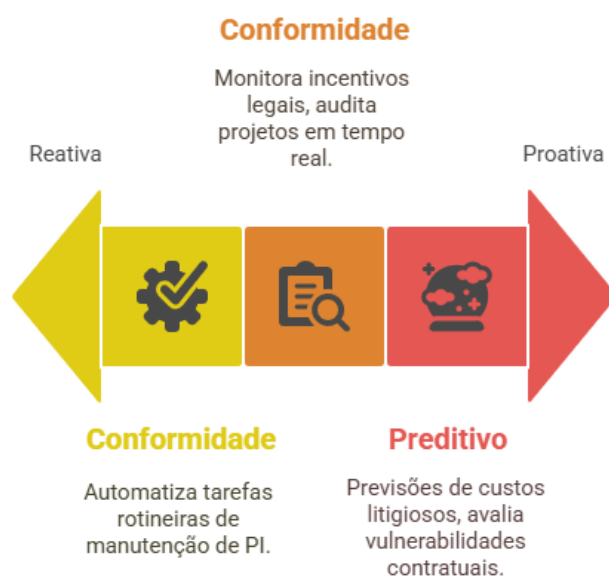 Conformidade
Monitora incentivos
legais, audita
projetos em tempo
real.
Reativa
Proativa
Conformidade
Automatiza tarefas
rotineiras de
manutenção de PI.
Preditivo
Previsões de custos
litigiosos, avalia
vulnerabilidades
contratuais.